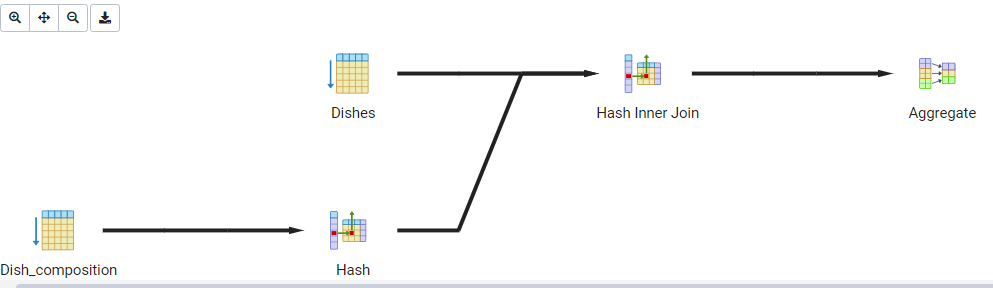 Dishes
Hash Inner Join
Aggregate
Dish_composition
Hash